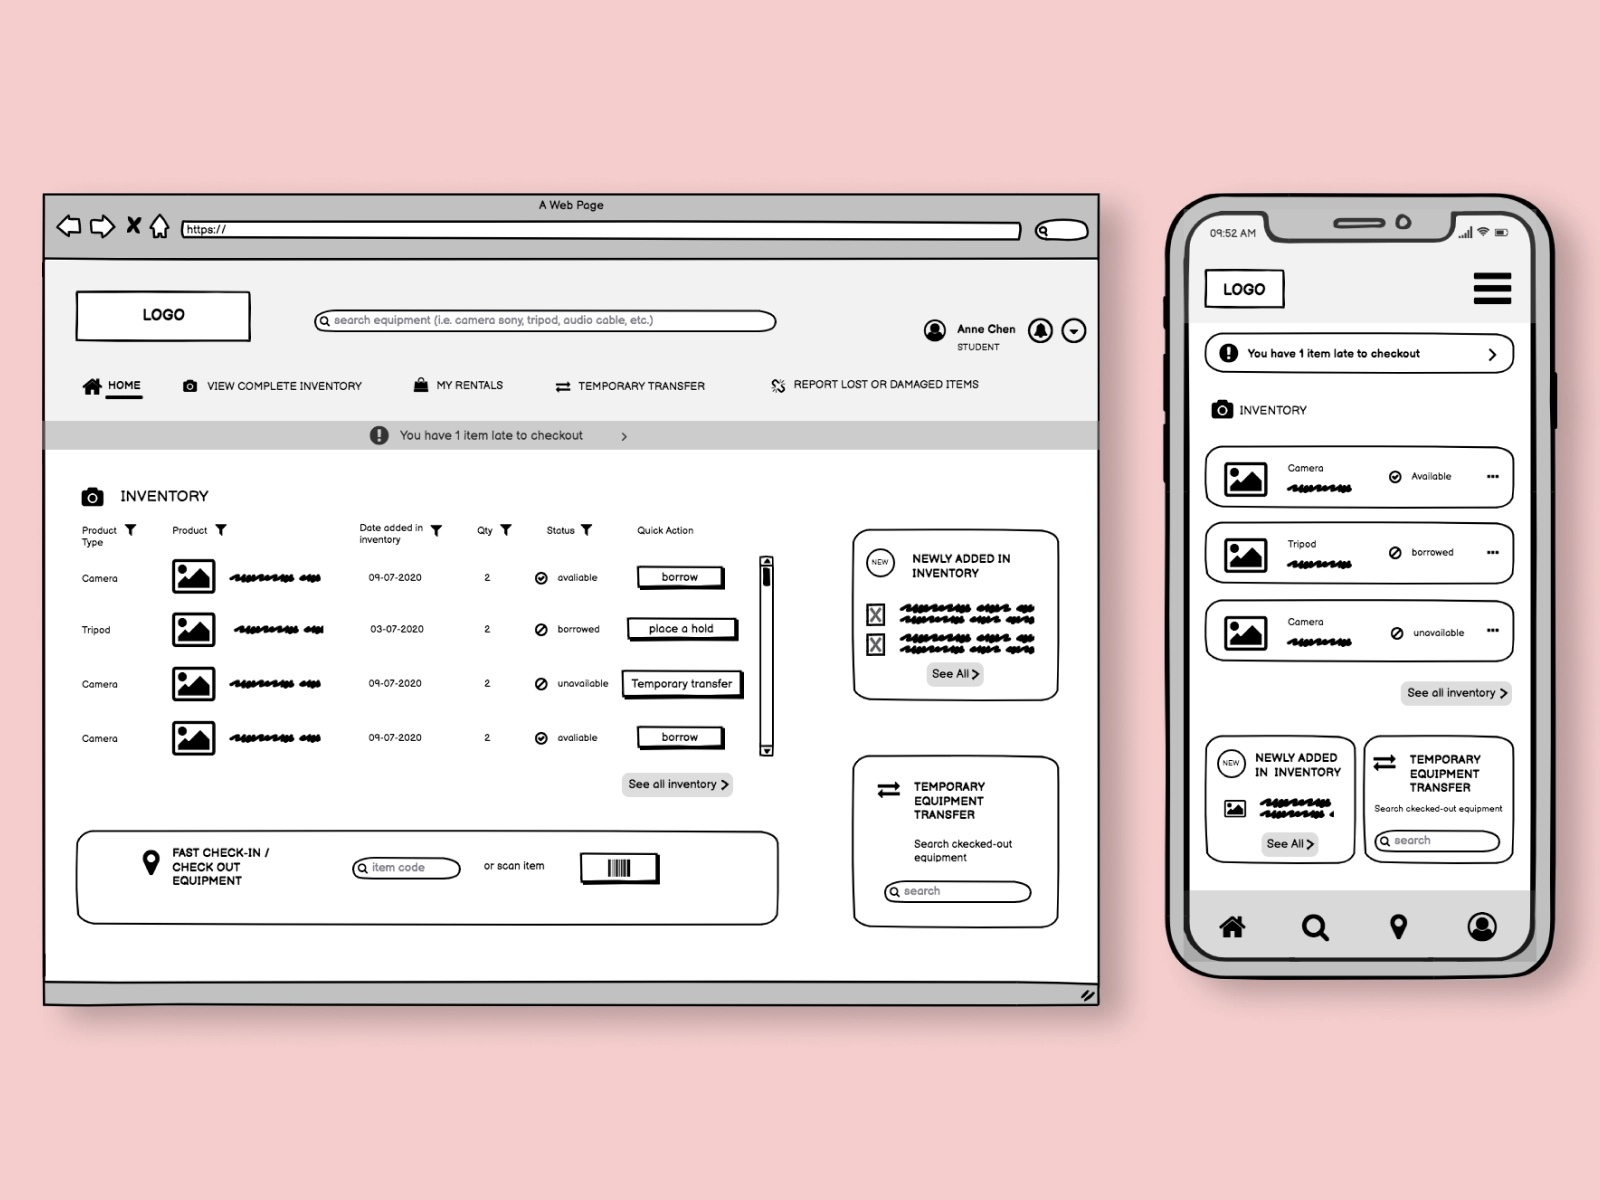 A Web Page
https://
LOGO
search equipment (i.e. camera sony, tripod, audio cable, etc.)
Anne Chen
STUDENT
HOME
VIEW COMPLETE INVENTORY
MY RENTALS
TEMPORARY TRANSFER
REPORT LOST OR DAMAGED ITEMS
You have 1 item late to checkout
INVENTORY
Product
Type
Product
Date added in
inventory
Qty
Status
Quick Action
Camera 09-07-2020 2 avaliable borrow
Tripod 03-07-2020 2 borrowed place a hold
Camera 09-07-2020 2 unavailable Temporary transfer
Camera 09-07-2020 2 avaliable borrow
See all inventory
FAST CHECK-IN /
CHECK OUT
EQUIPMENT
item code
or scan item
NEW
NEWLY ADDED IN
INVENTORY
See All
TEMPORARY
EQUIPMENT
TRANSFER
Search ckecked-out
equipment
search
09:52 AM
LOGO
You have 1 item late to checkout
INVENTORY
Camera
Available
Tripod
borrowed
Camera
unavailable
See all inventory
NEW
NEWLY ADDED
IN INVENTORY
See All
TEMPORARY
EQUIPMENT
TRANSFER
Search ckecked-out equipment
search